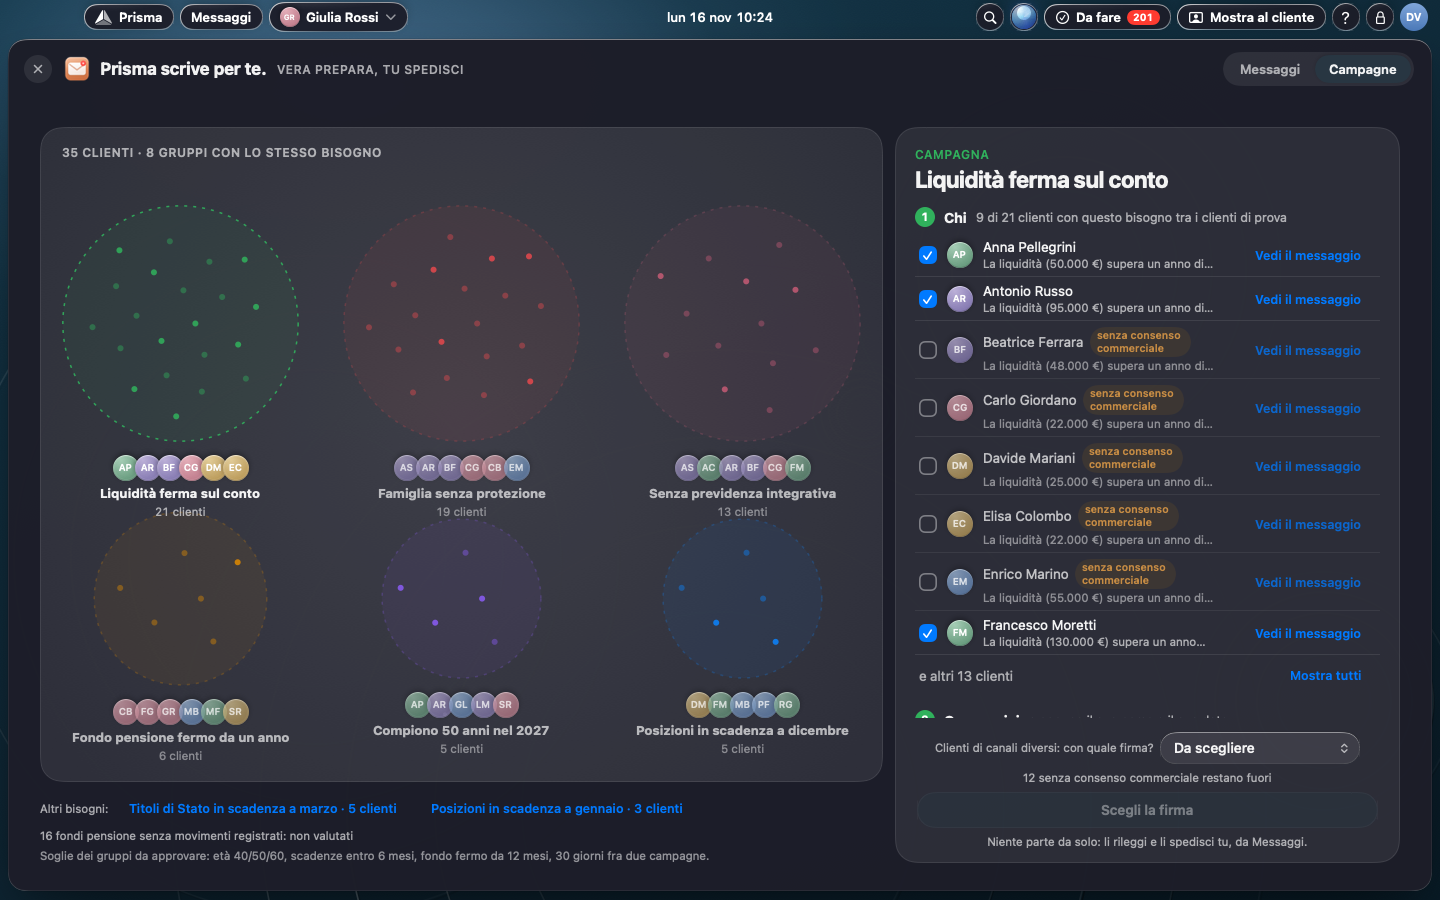 Prisma
Messaggi
GR Giulia Rossi
lun 16 nov 10:24
Da fare 201
Mostra al cliente
?
DV
Prisma scrive per te. VERA PREPARA, TU SPEDISCI
Messaggi
Campagne
35 CLIENTI · 8 GRUPPI CON LO STESSO BISOGNO
AP AR BF CG DM EC
Liquidità ferma sul conto
21 clienti
AS AR BF CG CB EM
Famiglia senza protezione
19 clienti
AS AC AR BF CG FM
Senza previdenza integrativa
13 clienti
CB FG GR MB MF SR
Fondo pensione fermo da un anno
6 clienti
AP AR GL LM SR
Compiono 50 anni nel 2027
5 clienti
DM FM MB PF RG
Posizioni in scadenza a dicembre
5 clienti
Altri bisogni: Titoli di Stato in scadenza a marzo · 5 clienti Posizioni in scadenza a gennaio · 3 clienti
16 fondi pensione senza movimenti registrati: non valutati
Soglie dei gruppi da approvare: età 40/50/60, scadenze entro 6 mesi, fondo fermo da 12 mesi, 30 giorni fra due campagne.
CAMPAGNA
Liquidità ferma sul conto
1 Chi 9 di 21 clienti con questo bisogno tra i clienti di prova
AP Anna Pellegrini
La liquidità (50.000 €) supera un anno di...
Vedi il messaggio
AR Antonio Russo
La liquidità (95.000 €) supera un anno di...
Vedi il messaggio
BF Beatrice Ferrara senza consenso commerciale
La liquidità (48.000 €) supera un anno di...
Vedi il messaggio
CG Carlo Giordano senza consenso commerciale
La liquidità (22.000 €) supera un anno di...
Vedi il messaggio
DM Davide Mariani senza consenso commerciale
La liquidità (25.000 €) supera un anno di...
Vedi il messaggio
EC Elisa Colombo senza consenso commerciale
La liquidità (22.000 €) supera un anno di...
Vedi il messaggio
EM Enrico Marino senza consenso commerciale
La liquidità (55.000 €) supera un anno di...
Vedi il messaggio
FM Francesco Moretti
La liquidità (130.000 €) supera un anno...
Vedi il messaggio
e altri 13 clienti
Mostra tutti
Clienti di canali diversi: con quale firma? Da scegliere
12 senza consenso commerciale restano fuori
Scegli la firma
Niente parte da solo: li rileggi e li spedisci tu, da Messaggi.